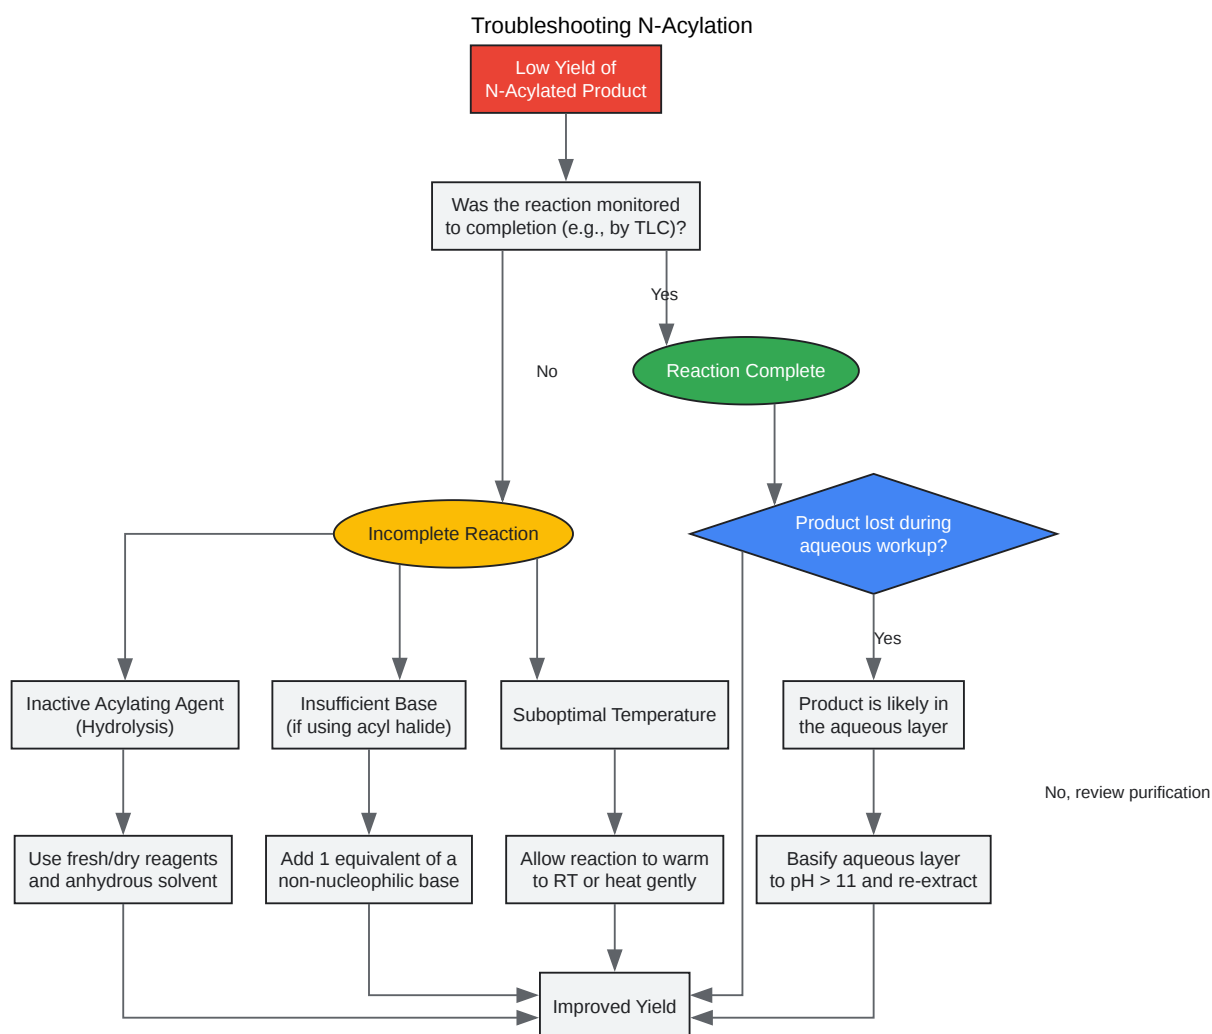 Troubleshooting N-Acylation
Low Yield of
N-Acylated Product
Was the reaction monitored
to completion (e.g., by TLC)?
Yes
No
Reaction Complete
Incomplete Reaction
Product lost during
aqueous workup?
Yes
Inactive Acylating Agent
(Hydrolysis)
Insufficient Base
(if using acyl halide)
Suboptimal Temperature
Product is likely in
the aqueous layer
No, review purification
Use fresh/dry reagents
and anhydrous solvent
Add 1 equivalent of a
non-nucleophilic base
Allow reaction to warm
to RT or heat gently
Basify aqueous layer
to pH > 11 and re-extract
Improved Yield